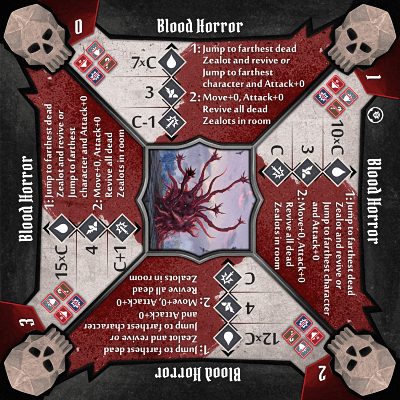 0
Blood Horror
7xC
3
C-1
1: Jump to farthest dead
Zealot and revive or
Jump to farthest
character and Attack+0
2: Move+0, Attack+0
Revive all dead
Zealots in room
1
Blood Horror
10xC
3
C
1: Jump to farthest dead
Zealot and revive or
Jump to farthest character
and Attack+0
2: Move+0, Attack+0
Revive all dead
Zealots in room
2
Blood Horror
12xC
4
C
1: Jump to farthest dead
Zealot and revive or
Jump to farthest character
and Attack+0
2: Move+0, Attack+0
Revive all dead
Zealots in room
3
Blood Horror
15xC
4
C+1
1: Jump to farthest dead
Zealot and revive or
Jump to farthest
character and Attack+0
2: Move+0, Attack+0
Revive all dead
Zealots in room